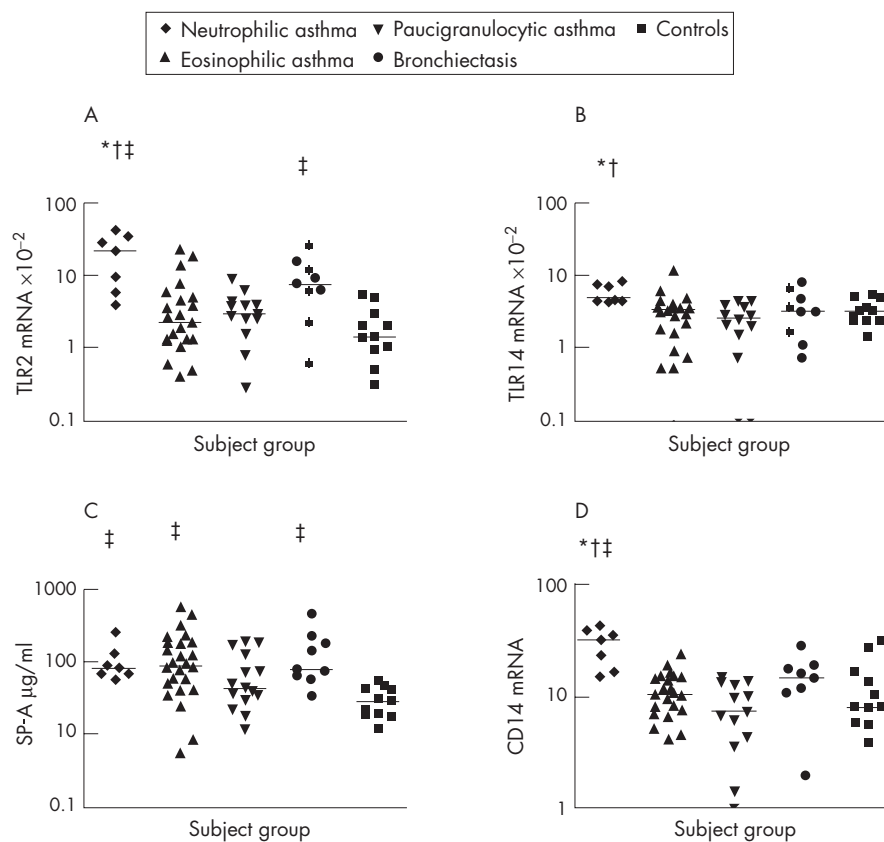 Neutrophilic asthma Paucigranulocytic asthma Controls
Eosinophilic asthma Bronchiectasis
A
*†‡ ‡
100
10
1
0.1
TLR2 mRNA ×10−2
Subject group
B
*†
100
10
1
0.1
TLR14 mRNA ×10−2
Subject group
C
‡ ‡ ‡
1000
100
10
0.1
SP-A µg/ml
Subject group
D
*†‡
100
10
1
CD14 mRNA
Subject group